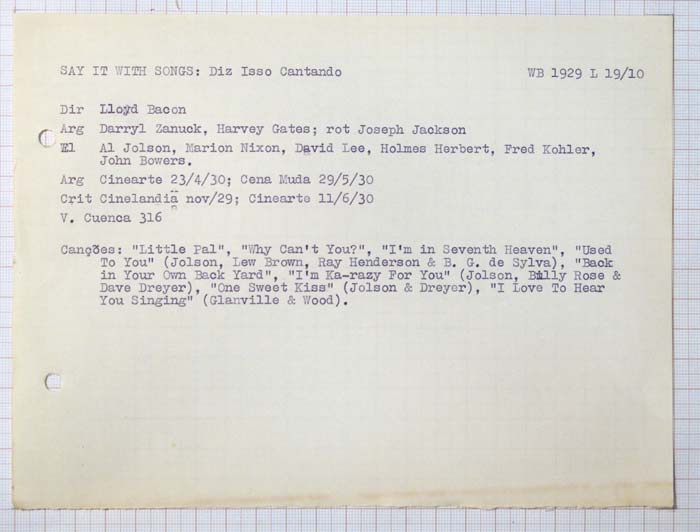 SAY IT WITH SONGS: Diz Isso Cantando WB 1929 L 19/10
Dir Lloyd Bacon
Arg Darryl Zanuck, Harvey Gates; rot Joseph Jackson
El Al Jolson, Marion Nixon, David Lee, Holmes Herbert, Fred Kohler,
John Bowers.
Arg Cinearte 23/4/30; Cena Muda 29/5/30
Crit Cinelandia nov/29; Cinearte 11/6/30
V. Cuenca 316
Canções: "Little Pal", "Why Can't You?", "I'm in Seventh Heaven", "Used
To You" (Jolson, Lew Brown, Ray Henderson & B. G. de Sylva), "Back
in Your Own Back Yard", "I'm Ka-razy For You" (Jolson, Billy Rose &
Dave Dreyer), "One Sweet Kiss" (Jolson & Dreyer), "I Love To Hear
You Singing" (Glanville & Wood).